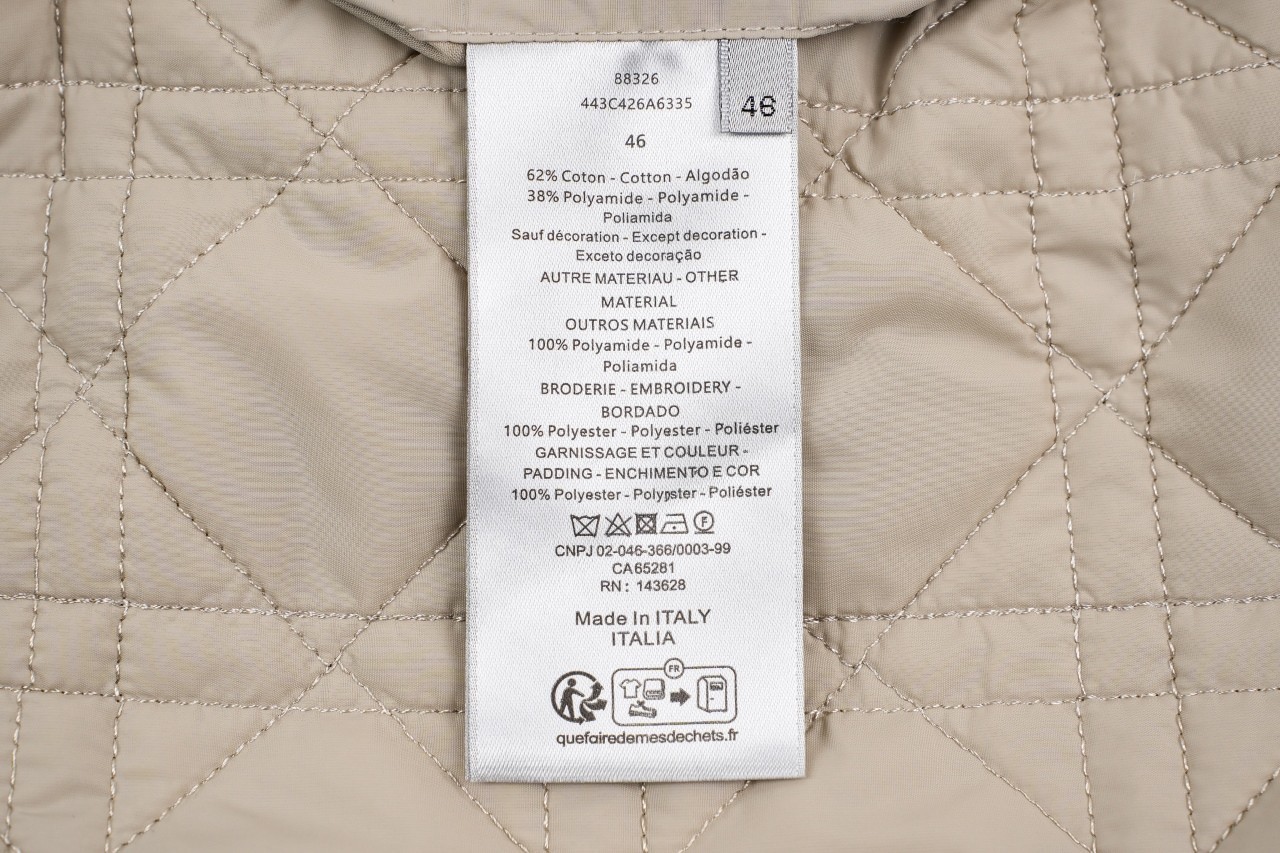 88326
443C426A6335
46
46
62% Coton - Cotton - Algodão
38% Polyamide - Polyamide -
Poliamida
Sauf décoration - Except decoration -
Exceto decoração
AUTRE MATERIAU - OTHER
MATERIAL
OUTROS MATERIAIS
100% Polyamide - Polyamide -
Poliamida
BRODERIE - EMBROIDERY -
BORDADO
100% Polyester - Polyester - Poliéster
GARNISSAGE ET COULEUR -
PADDING - ENCHIMENTO E COR
100% Polyester - Polypster - Poliéster
F
CNPJ 02-046-366/0003-99
CA 65281
RN : 143628
Made In ITALY
ITALIA
FR
quefairedemesdechets.fr